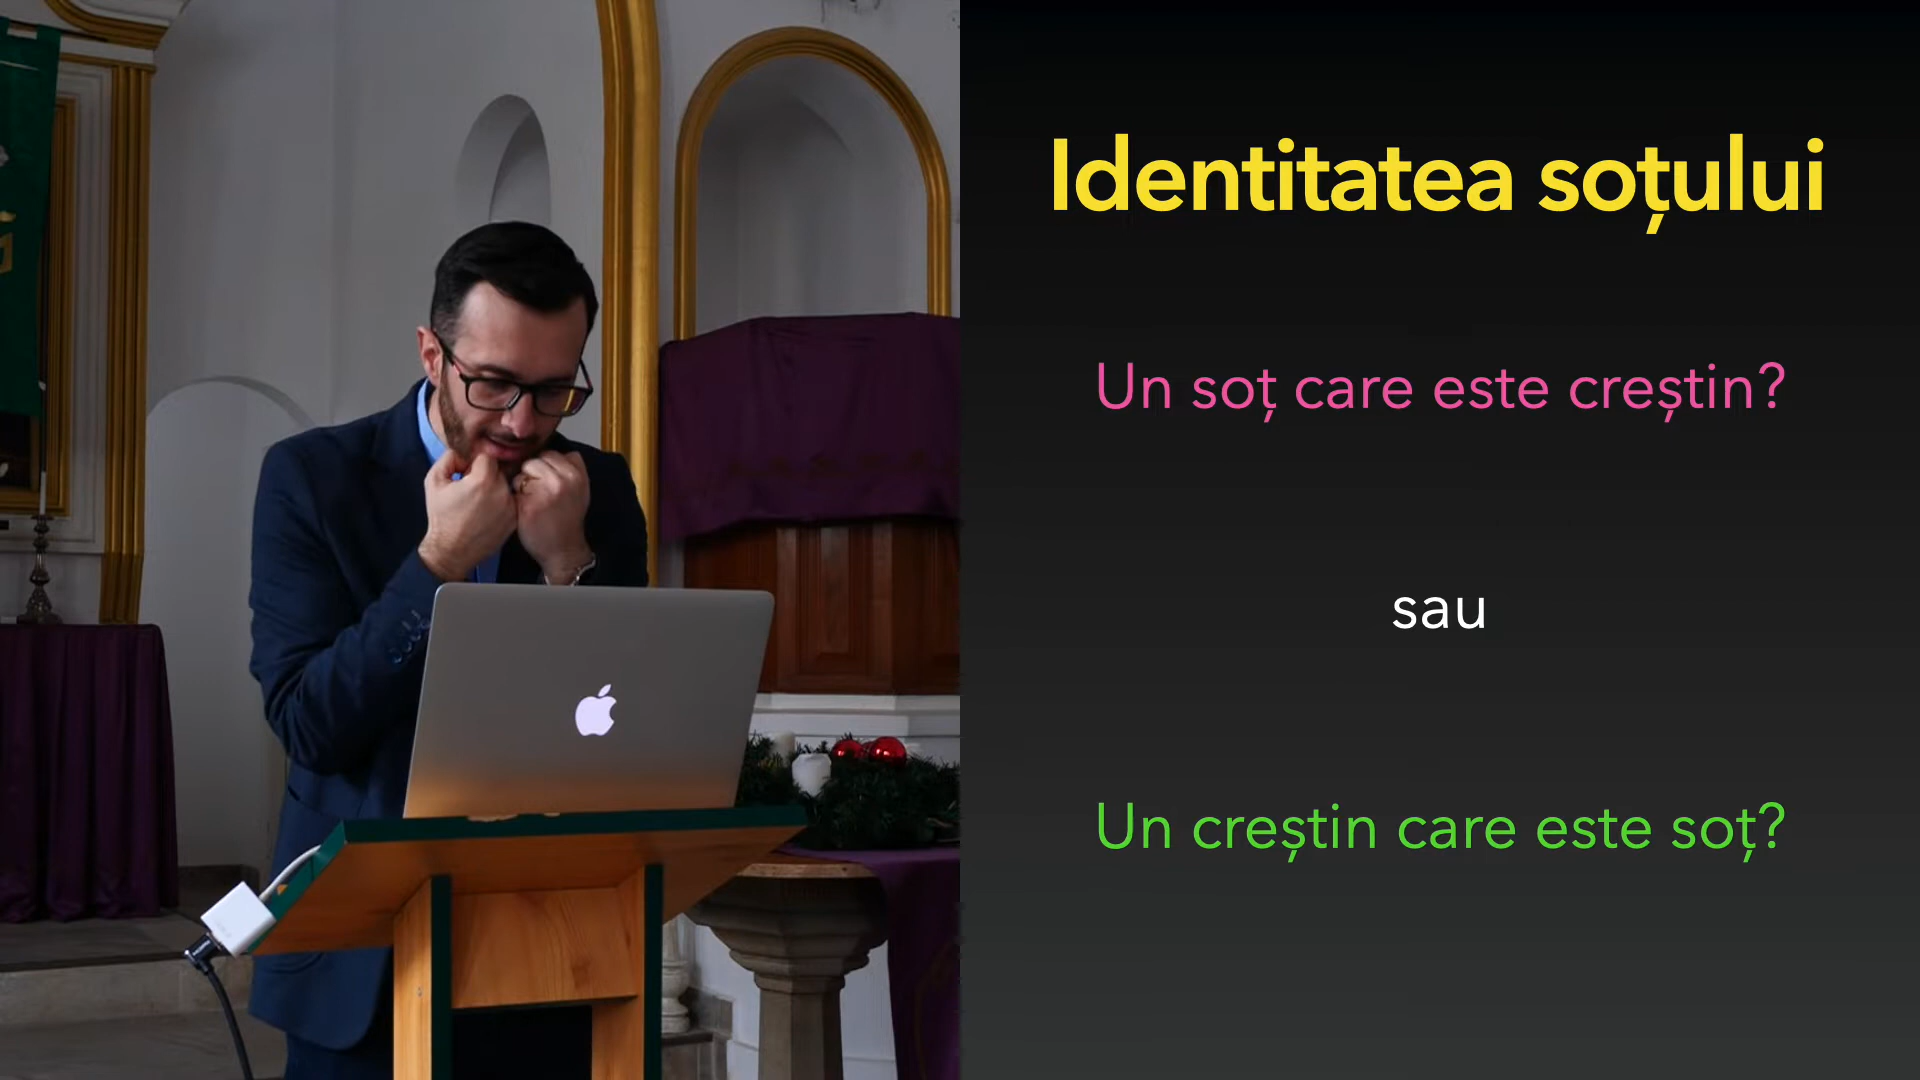 Identitatea soțului
Un soț care este creștin?
sau
Un creștin care este soț?